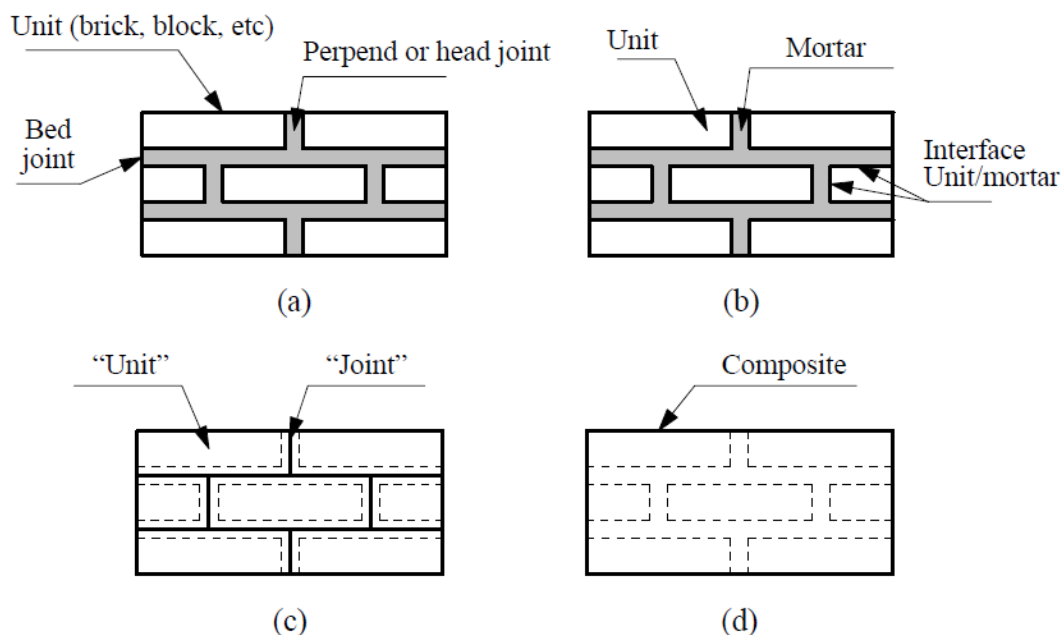 Unit (brick, block, etc)
Perpend or head joint
Bed
joint
(a)
Unit
Mortar
Interface
Unit/mortar
(b)
“Unit”
“Joint”
(c)
Composite
(d)